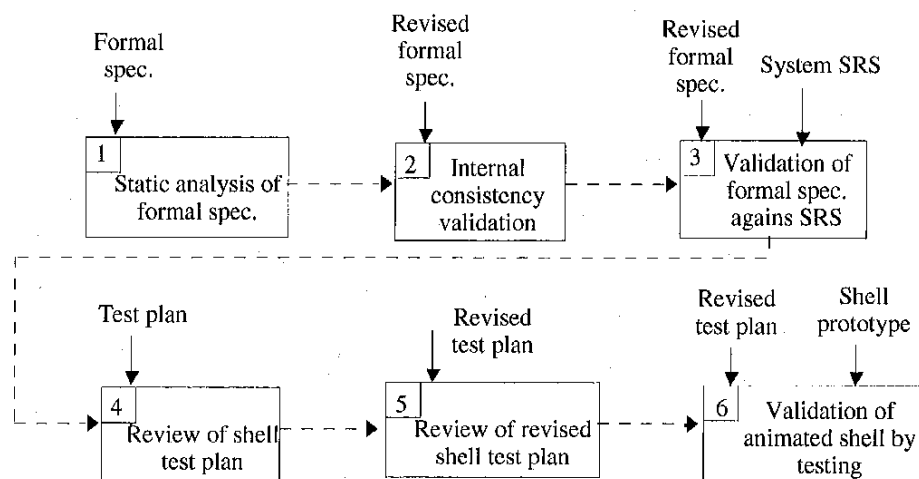 Formal
spec.
Revised
formal
spec.
Revised
formal
spec.
System SRS
1
Static analysis of
formal spec.
2
Internal
consistency
validation
3
Validation of
formal spec.
agains SRS
Test plan
Revised
test plan
Revised
test plan
Shell
prototype
4
Review of shell
test plan
5
Review of revised
shell test plan
6
Validation of
animated shell by
testing